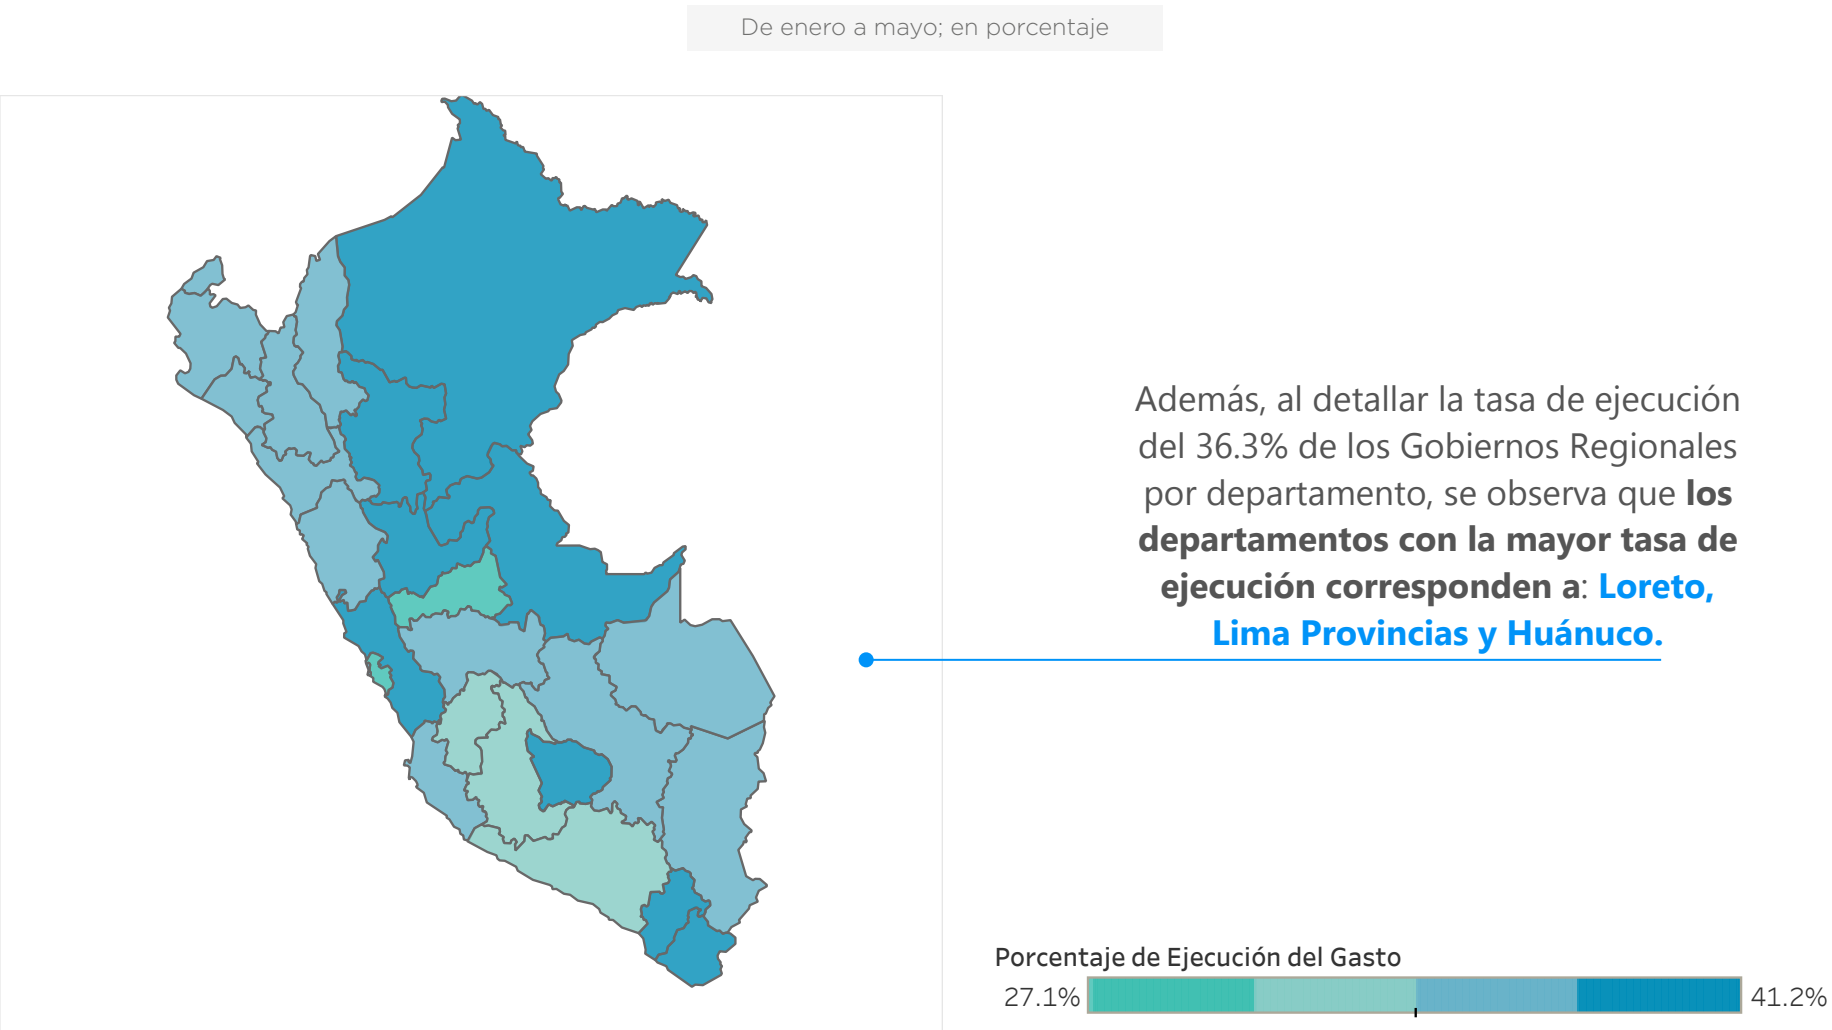 De enero a mayo; en porcentaje
Además, al detallar la tasa de ejecución
del 36.3% de los Gobiernos Regionales
por departamento, se observa que los
departamentos con la mayor tasa de
ejecución corresponden a: Loreto,
Lima Provincias y Huánuco.
Porcentaje de Ejecución del Gasto
27.1% 41.2%